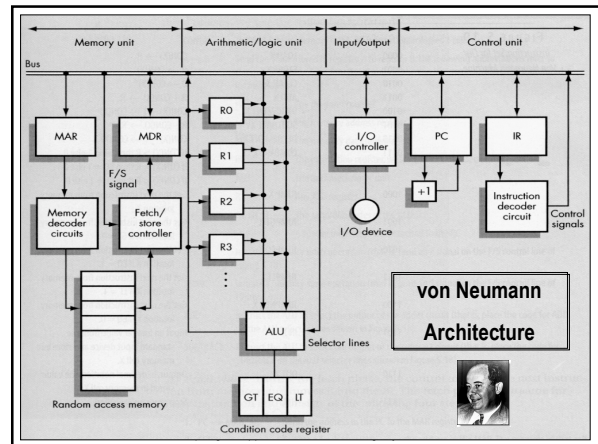 Memory unit
Arithmetic/logic unit
Input/output
Control unit
Bus
MAR
MDR
F/S
signal
Memory
decoder
circuits
Fetch/
store
controller
Random access memory
R0
R1
R2
R3
⋮
ALU
Selector lines
GT EQ LT
Condition code register
I/O
controller
I/O device
PC
+1
IR
Instruction
decoder
circuit
Control
signals
von Neumann
Architecture